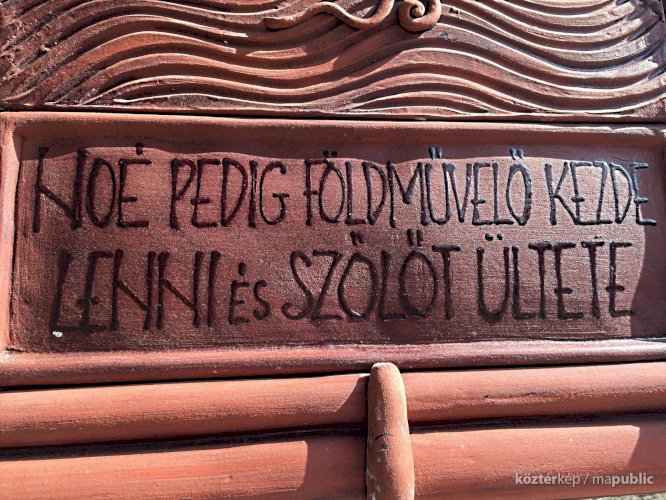 NOÉ PEDIG FÖLDMŰVELŐ KEZDE
LENNI ÉS SZŐLŐT ÜLTETE
köztérkép / mapublic